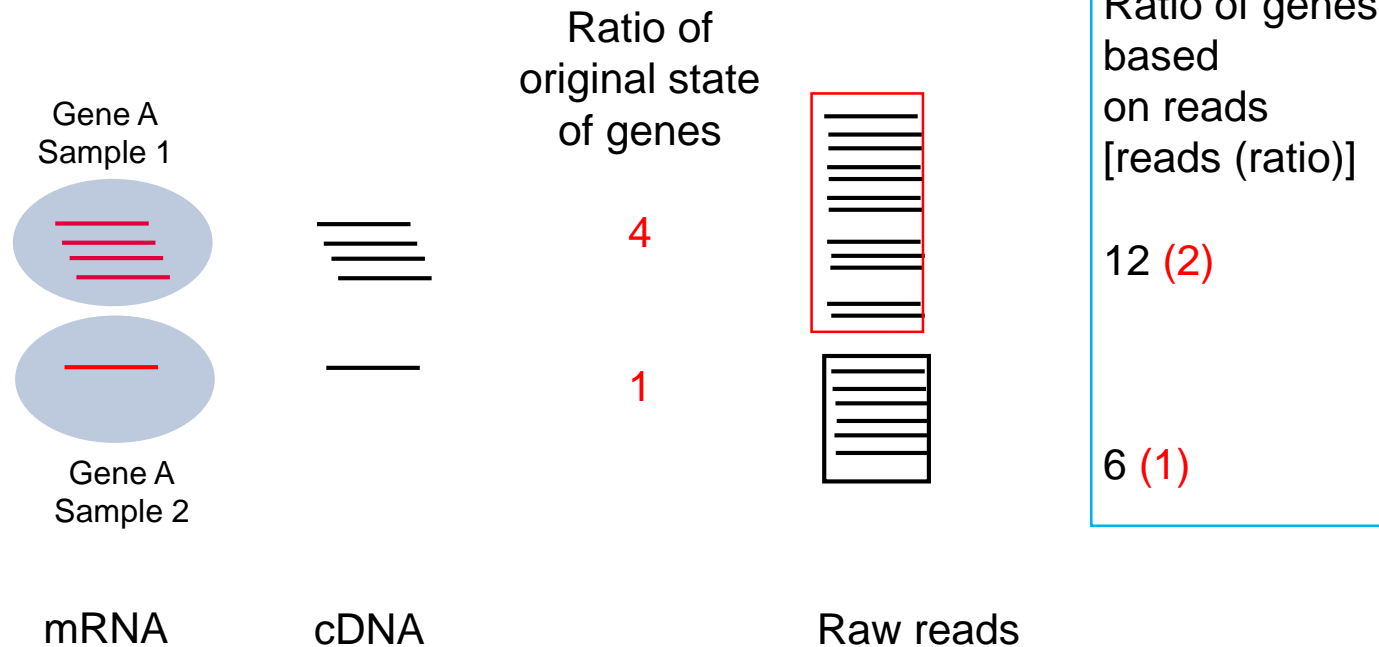 Ratio of
original state
of genes
Ratio of genes
based
on reads
[reads (ratio)]
Gene A
Sample 1
4
12 (2)
1
6 (1)
Gene A
Sample 2
mRNA
cDNA
Raw reads